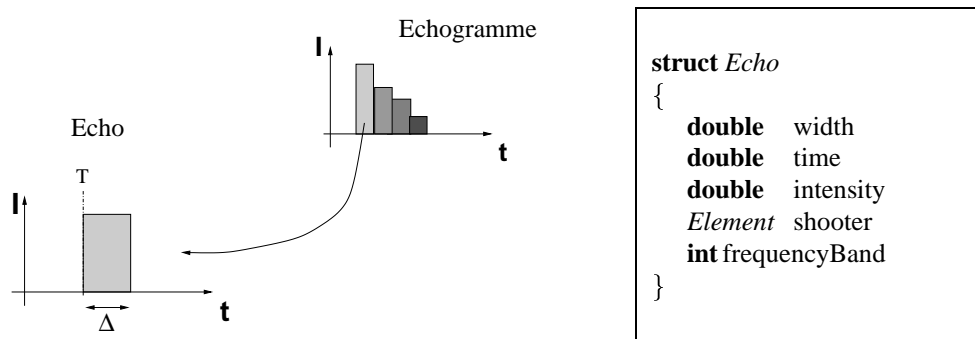 Echogramme
I
t
Echo
T
I
t
Δ
struct Echo
{
double width
double time
double intensity
Element shooter
int frequencyBand
}